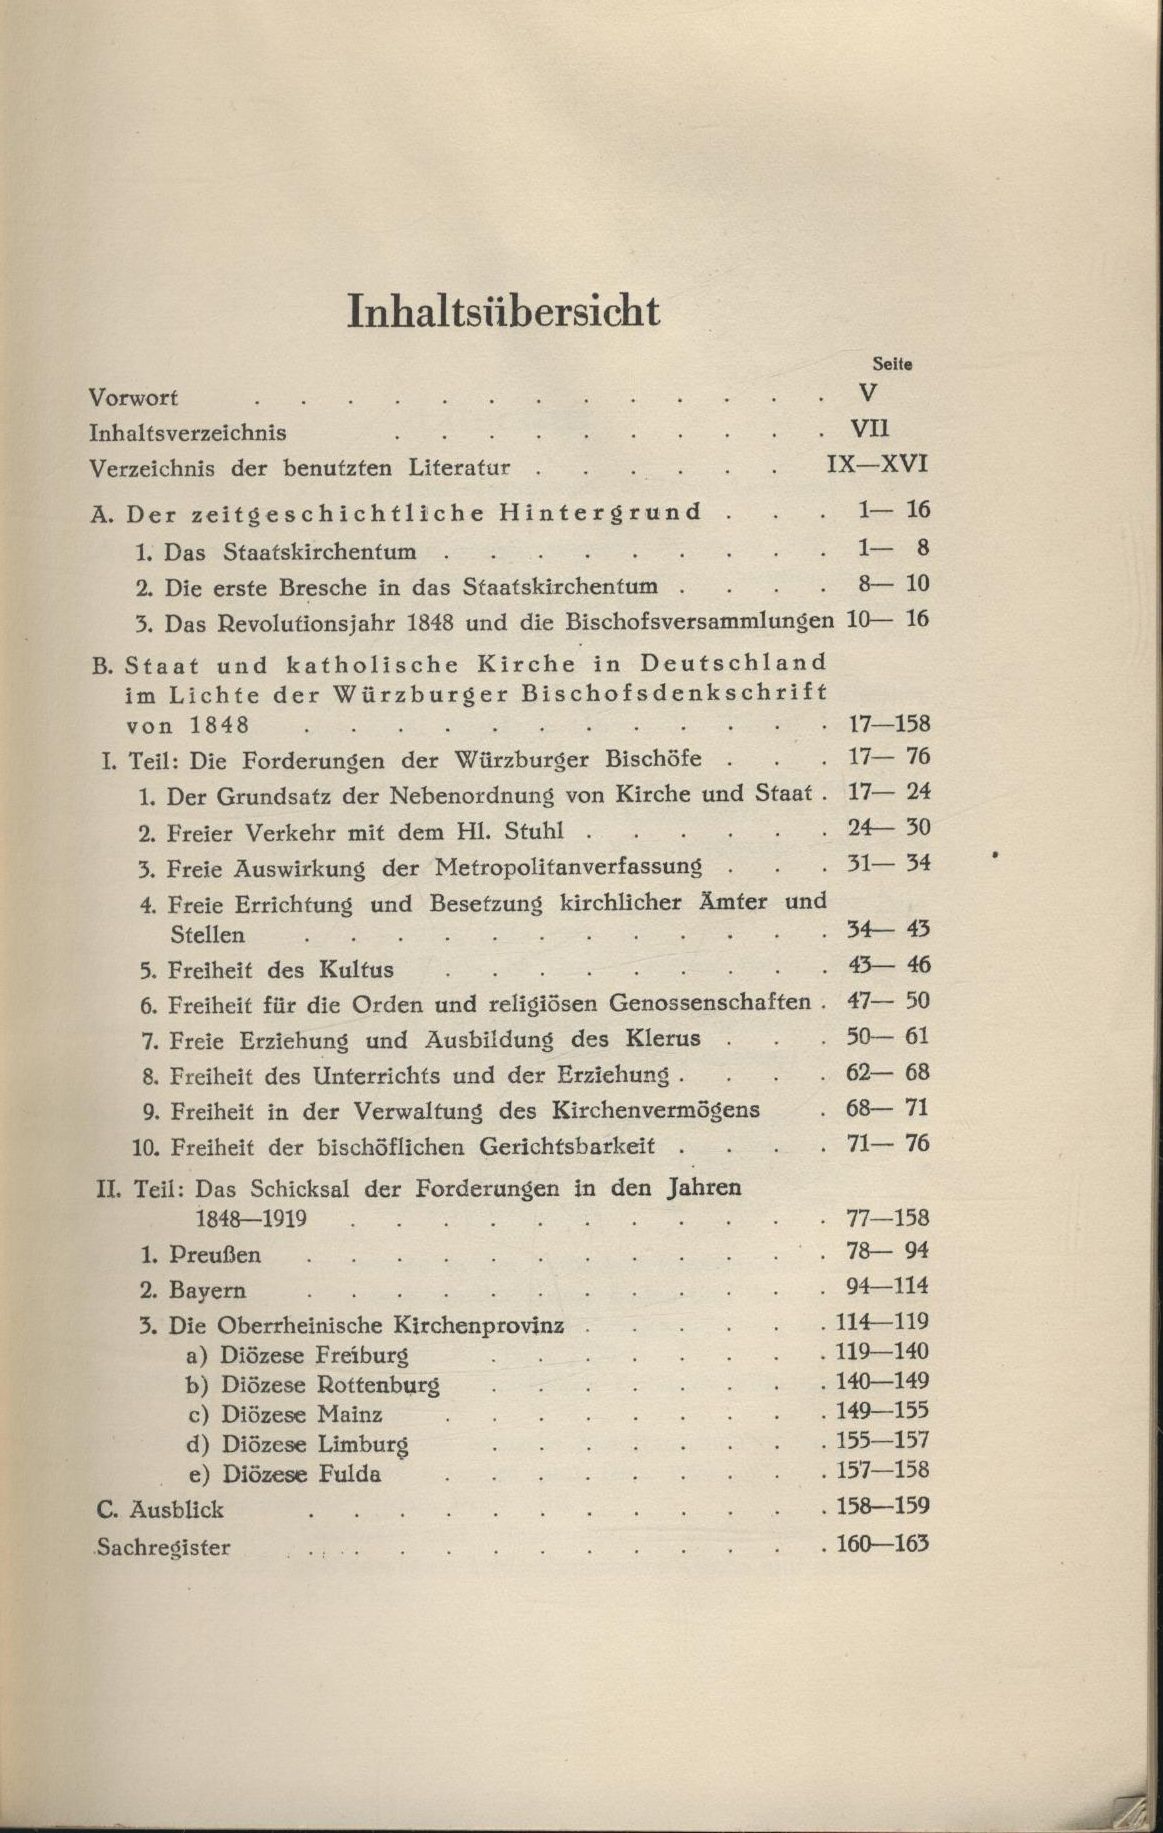 Inhaltsübersicht
Seite
Vorwort . . . . . . . . . . . . . V
Inhaltsverzeichnis . . . . . . . . . . VII
Verzeichnis der benutzten Literatur . . . . . . IX—XVI
A. Der zeitgeschichtliche Hintergrund . . . 1— 16
1. Das Staatskirchentum . . . . . . . . . 1— 8
2. Die erste Bresche in das Staatskirchentum . . . . 8— 10
3. Das Revolutionsjahr 1848 und die Bischofsversammlungen 10— 16
B. Staat und katholische Kirche in Deutschland
im Lichte der Würzburger Bischofsdenkschrift
von 1848 . . . . . . . . . . . . 17—158
I. Teil: Die Forderungen der Würzburger Bischöfe . . . 17— 76
1. Der Grundsatz der Nebenordnung von Kirche und Staat . 17— 24
2. Freier Verkehr mit dem Hl. Stuhl . . . . . . 24— 30
3. Freie Auswirkung der Metropolitanverfassung . . . 31— 34
4. Freie Errichtung und Besetzung kirchlicher Ämter und
Stellen . . . . . . . . . . . . 34— 43
5. Freiheit des Kultus . . . . . . . . . 43— 46
6. Freiheit für die Orden und religiösen Genossenschaften . 47— 50
7. Freie Erziehung und Ausbildung des Klerus . . . 50— 61
8. Freiheit des Unterrichts und der Erziehung . . . . 62— 68
9. Freiheit in der Verwaltung des Kirchenvermögens . 68— 71
10. Freiheit der bischöflichen Gerichtsbarkeit . . . . 71— 76
II. Teil: Das Schicksal der Forderungen in den Jahren
1848—1919 . . . . . . . . . . . 77—158
1. Preußen . . . . . . . . . . . . 78— 94
2. Bayern . . . . . . . . . . . . 94—114
3. Die Oberrheinische Kirchenprovinz . . . . . . 114—119
a) Diözese Freiburg . . . . . . . . 119—140
b) Diözese Rottenburg . . . . . . . . 140—149
c) Diözese Mainz . . . . . . . . . 149—155
d) Diözese Limburg . . . . . . . . 155—157
e) Diözese Fulda . . . . . . . . . 157—158
C. Ausblick . . . . . . . . . . . . 158—159
Sachregister . . . . . . . . . . . . 160—163